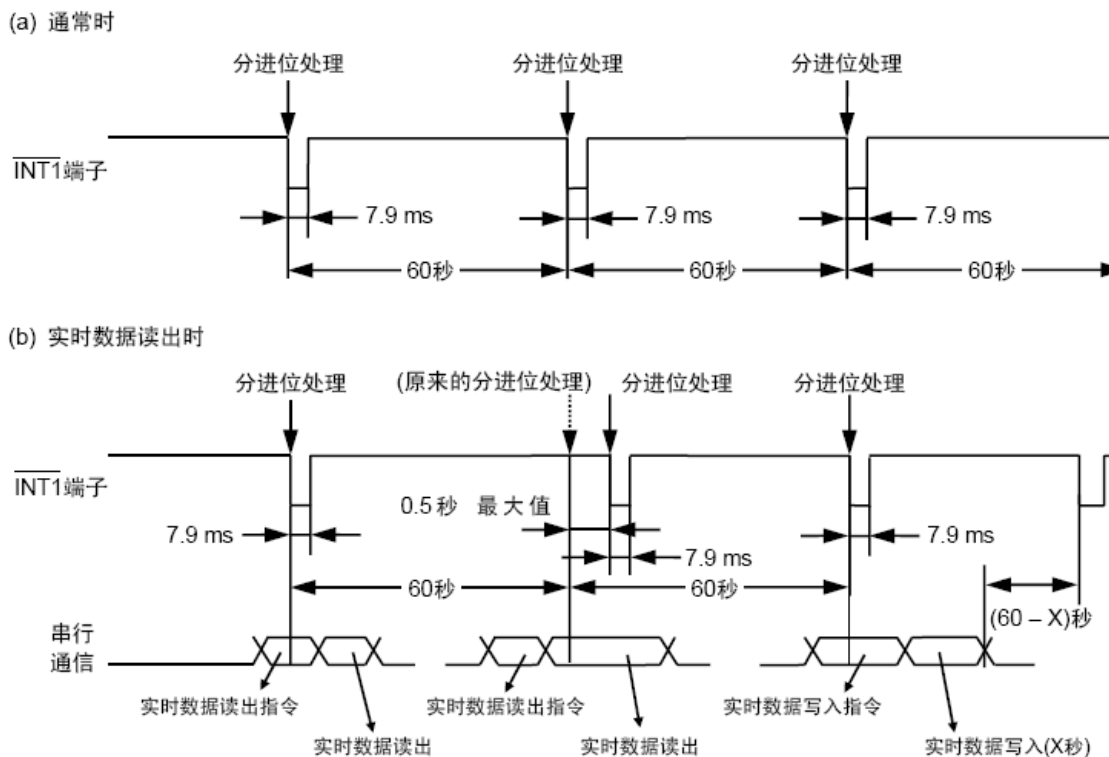 (a) 通常时
分进位处理 分进位处理 分进位处理
INT1端子
7.9 ms 7.9 ms 7.9 ms
60秒 60秒 60秒
(b) 实时数据读出时
分进位处理 (原来的分进位处理) 分进位处理 分进位处理
INT1端子
0.5秒 最大值
7.9 ms 7.9 ms
7.9 ms
60秒 60秒
(60 – X)秒
串行
通信
实时数据读出指令 实时数据读出指令 实时数据写入指令
实时数据读出 实时数据读出 实时数据写入(X秒)